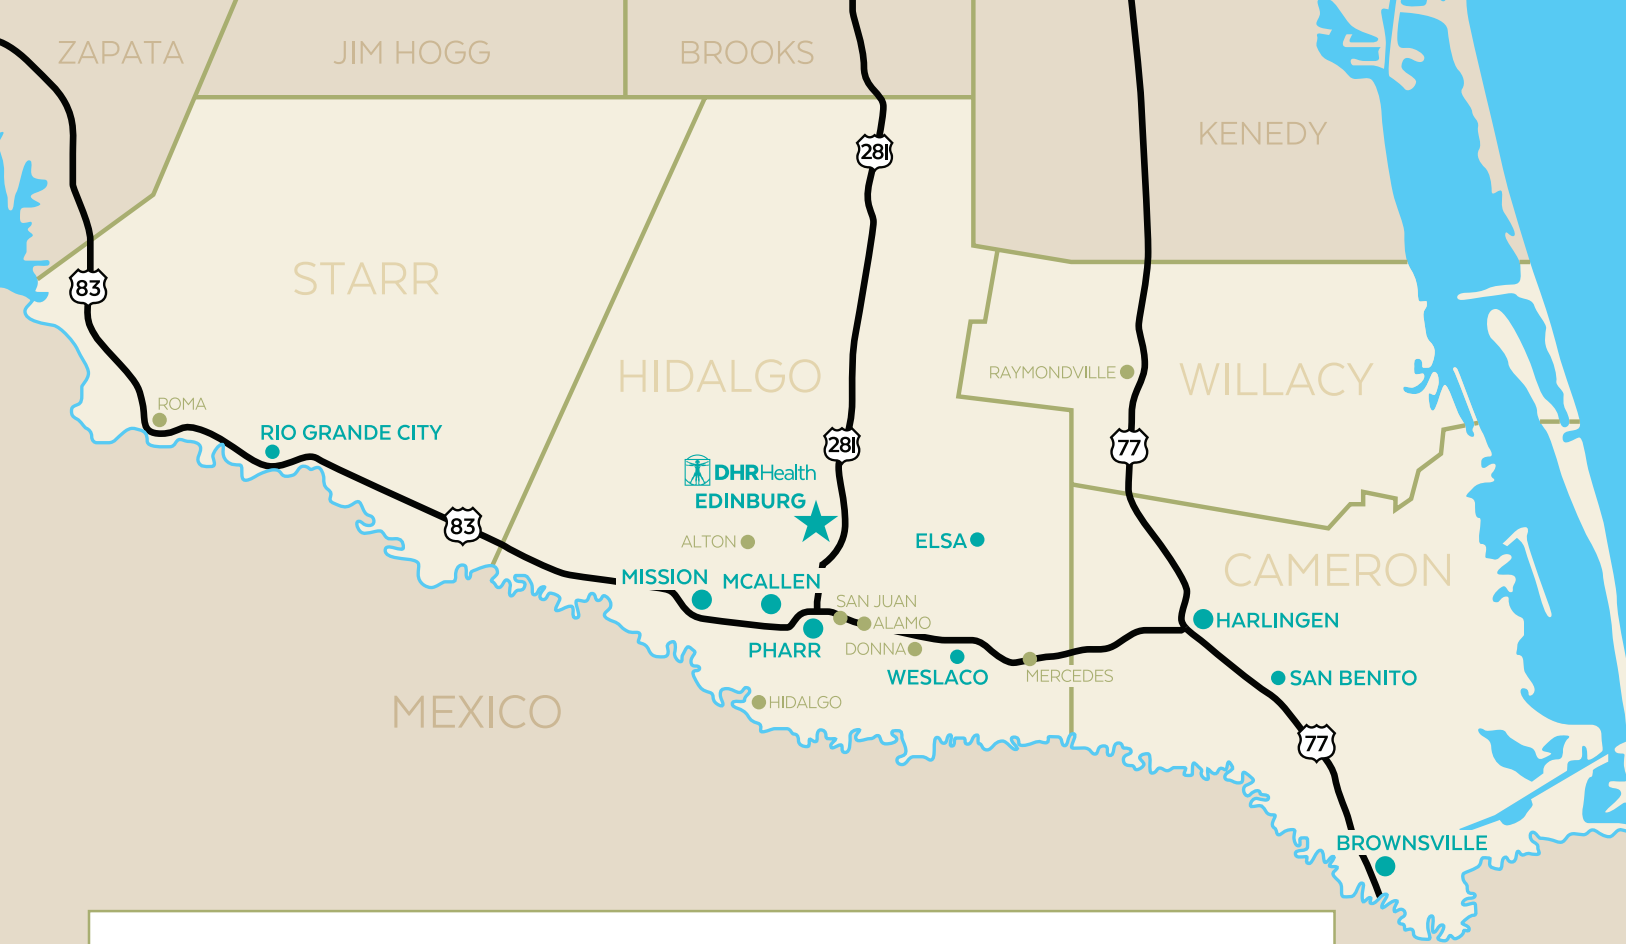 ZAPATA
JIM HOGG
BROOKS
KENEDY
281
STARR
83
HIDALGO
RAYMONDVILLE
WILLACY
ROMA
RIO GRANDE CITY
281
77
DHRHealth
EDINBURG
83
ALTON
ELSA
CAMERON
MISSION
MCALLEN
SAN JUAN
ALAMO
HARLINGEN
PHARR
DONNA
WESLACO
MERCEDES
SAN BENITO
HIDALGO
MEXICO
77
BROWNSVILLE